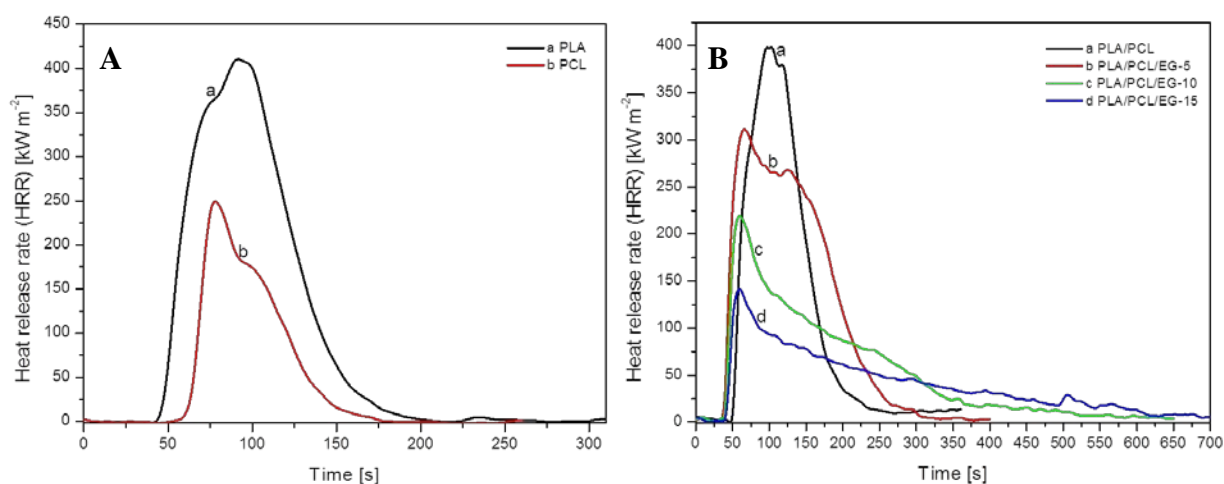 A
a PLA
b PCL
a
b
Heat release rate (HRR) [kW m⁻²]
450
400
350
300
250
200
150
100
50
0
0 50 100 150 200 250 300
Time [s]
B
a PLA/PCL
b PLA/PCL/EG-5
c PLA/PCL/EG-10
d PLA/PCL/EG-15
a
b
c
d
Heat release rate (HRR) [kW m⁻²]
400
350
300
250
200
150
100
50
0
0 50 100 150 200 250 300 350 400 450 500 550 600 650 700
Time [s]